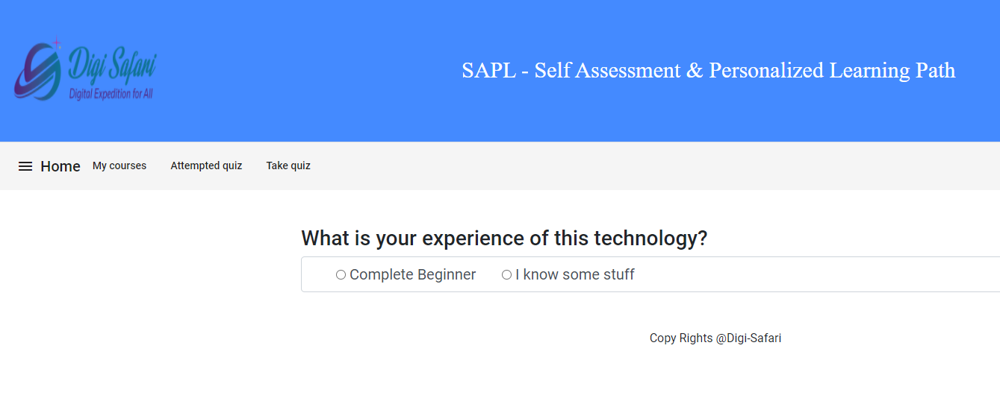 Digi Safari
Digital Expedition for All
SAPL - Self Assessment & Personalized Learning Path
Home My courses Attempted quiz Take quiz
What is your experience of this technology?
Complete Beginner I know some stuff
Copy Rights @Digi-Safari